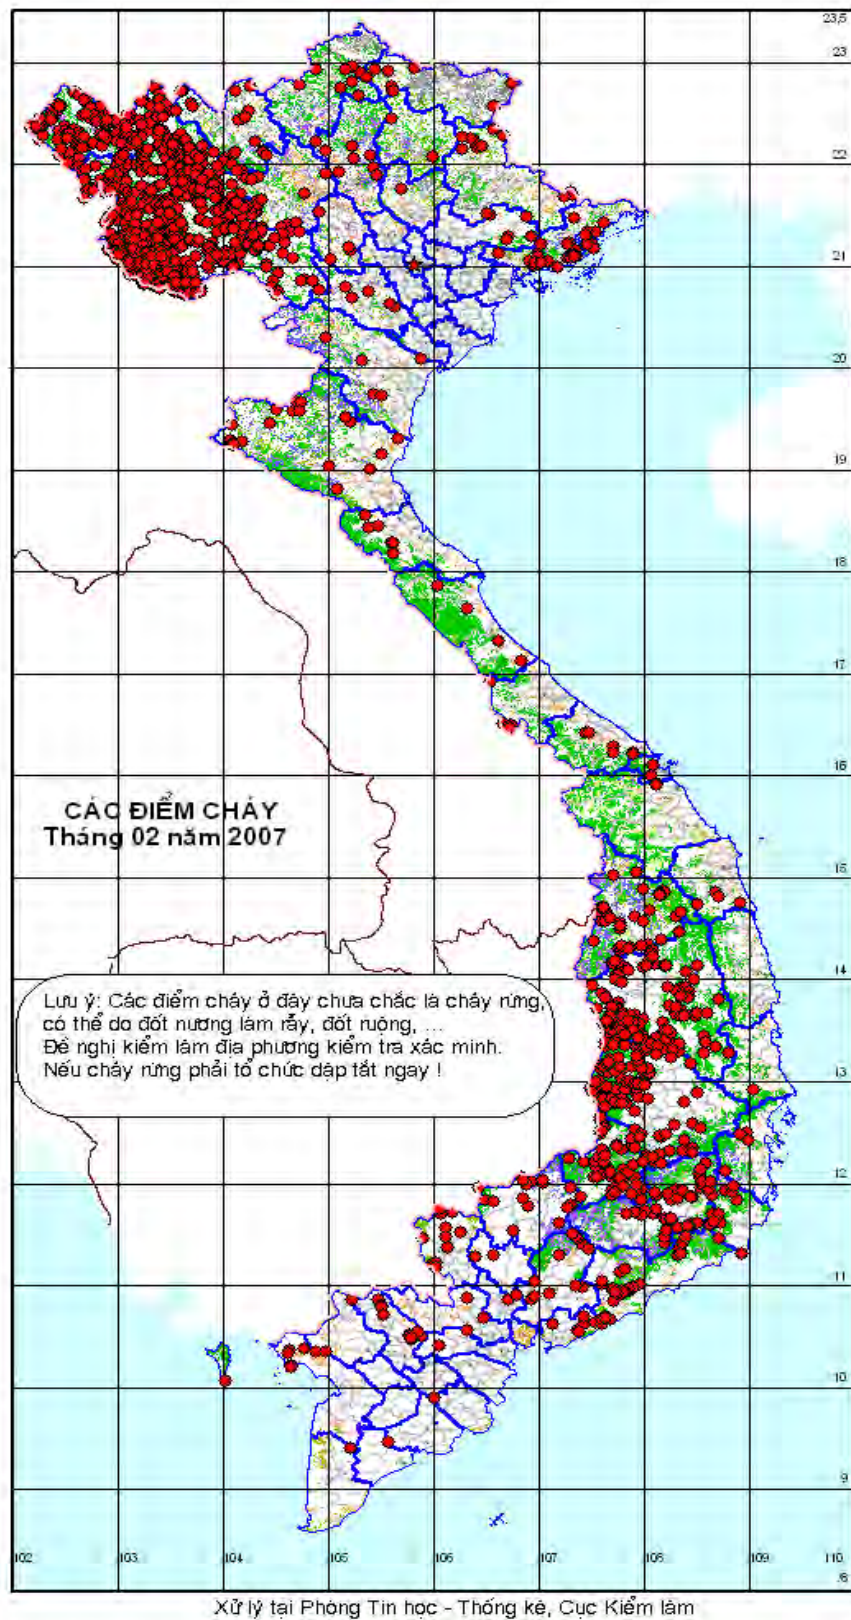 23,5
23
22
21
20
19
18
17
16
CÁC ĐIỂM CHÁY
Tháng 02 năm 2007
15
14
Lưu ý: Các điểm cháy ở đây chưa chắc là cháy rừng,
có thể do đốt nương làm rẫy, đốt ruộng, ...
Đề nghị kiểm lâm địa phương kiểm tra xác minh.
Nếu cháy rừng phải tổ chức dập tắt ngay !
13
12
11
10
9
102 103 104 105 106 107 108 109 110
8
Xử lý tại Phòng Tin học - Thống kê, Cục Kiểm lâm